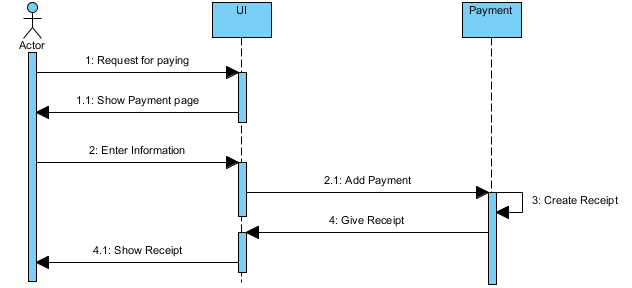 UI
Payment
Actor
1: Request for paying
1.1: Show Payment page
2: Enter Information
2.1: Add Payment
3: Create Receipt
4: Give Receipt
4.1: Show Receipt